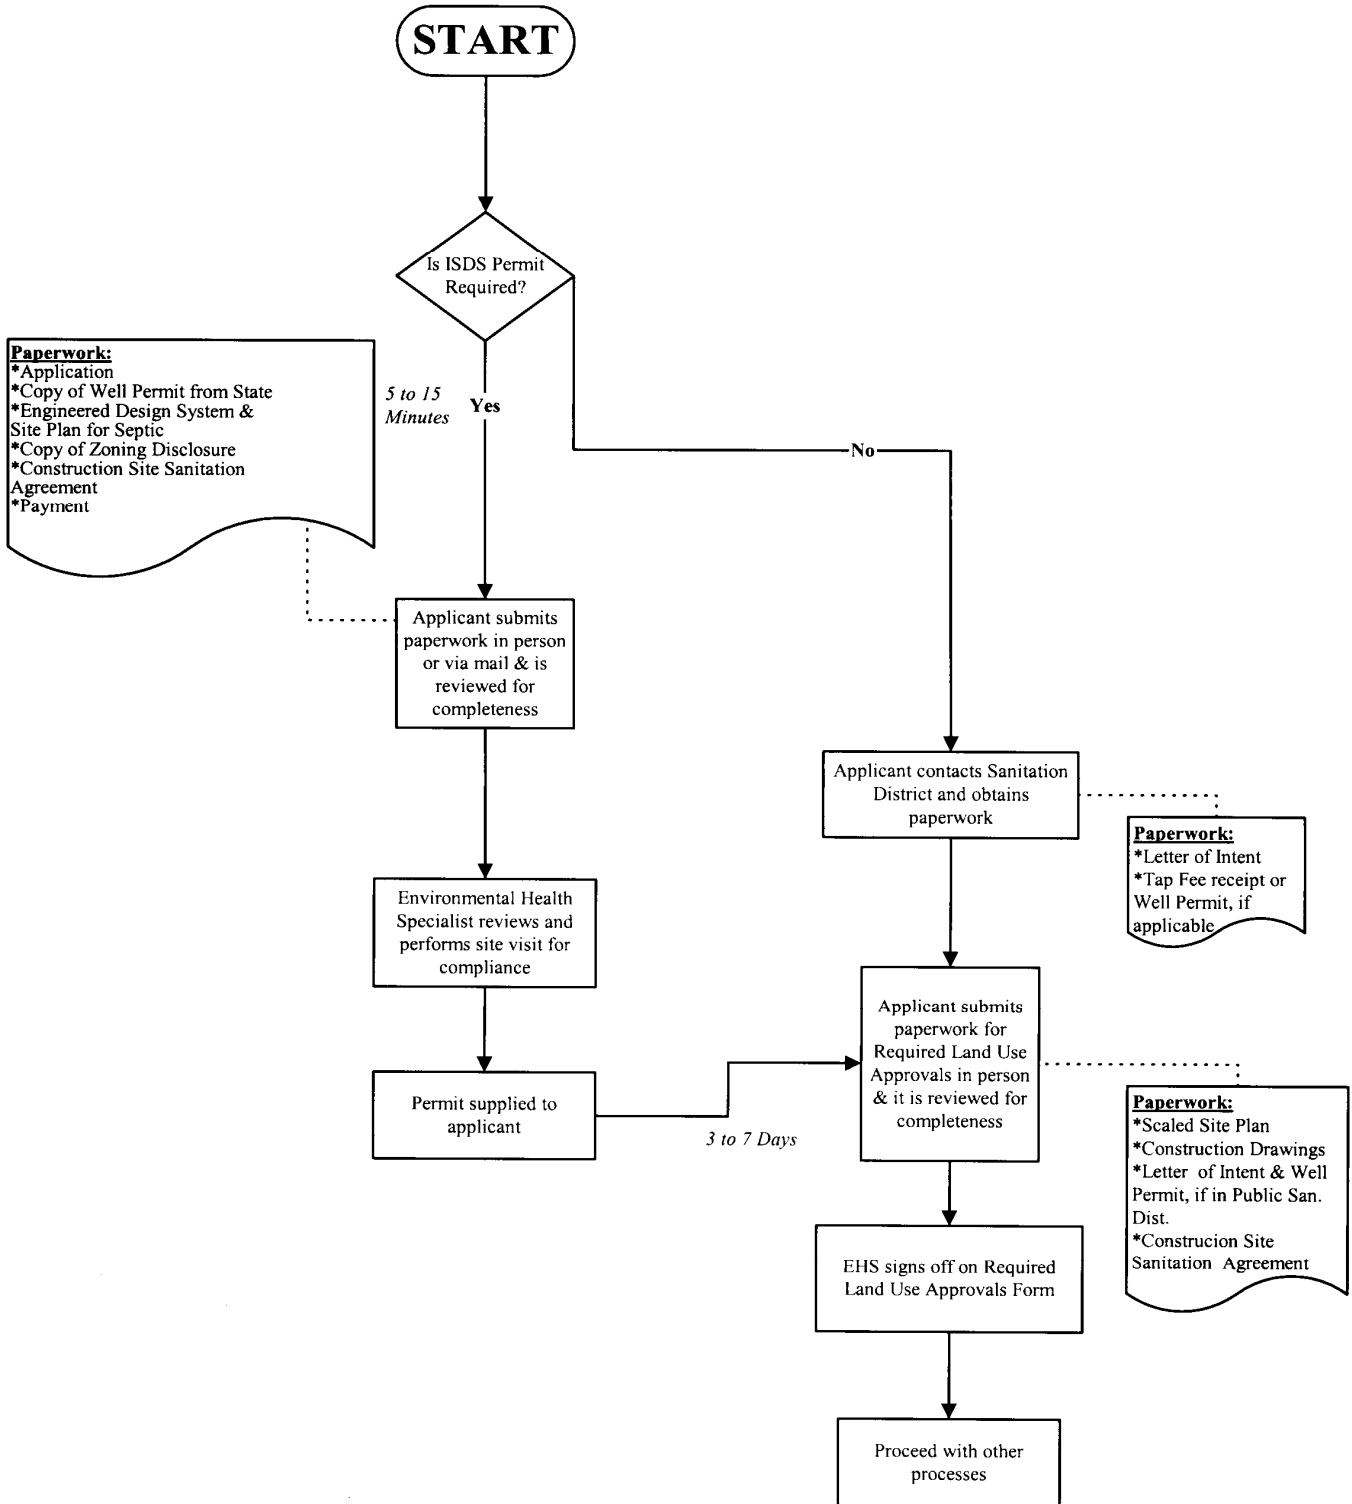 START
Is ISDS Permit
Required?
Paperwork:
*Application
*Copy of Well Permit from State
*Engineered Design System &
Site Plan for Septic
*Copy of Zoning Disclosure
*Construction Site Sanitation
Agreement
*Payment
5 to 15
Minutes
Yes
No
Applicant submits
paperwork in person
or via mail & is
reviewed for
completeness
Applicant contacts Sanitation
District and obtains
paperwork
Paperwork:
*Letter of Intent
*Tap Fee receipt or
Well Permit, if
applicable
Environmental Health
Specialist reviews and
performs site visit for
compliance
Applicant submits
paperwork for
Required Land Use
Approvals in person
& it is reviewed for
completeness
Permit supplied to
applicant
3 to 7 Days
Paperwork:
*Scaled Site Plan
*Construction Drawings
*Letter of Intent & Well
Permit, if in Public San.
Dist.
*Construcion Site
Sanitation Agreement
EHS signs off on Required
Land Use Approvals Form
Proceed with other
processes